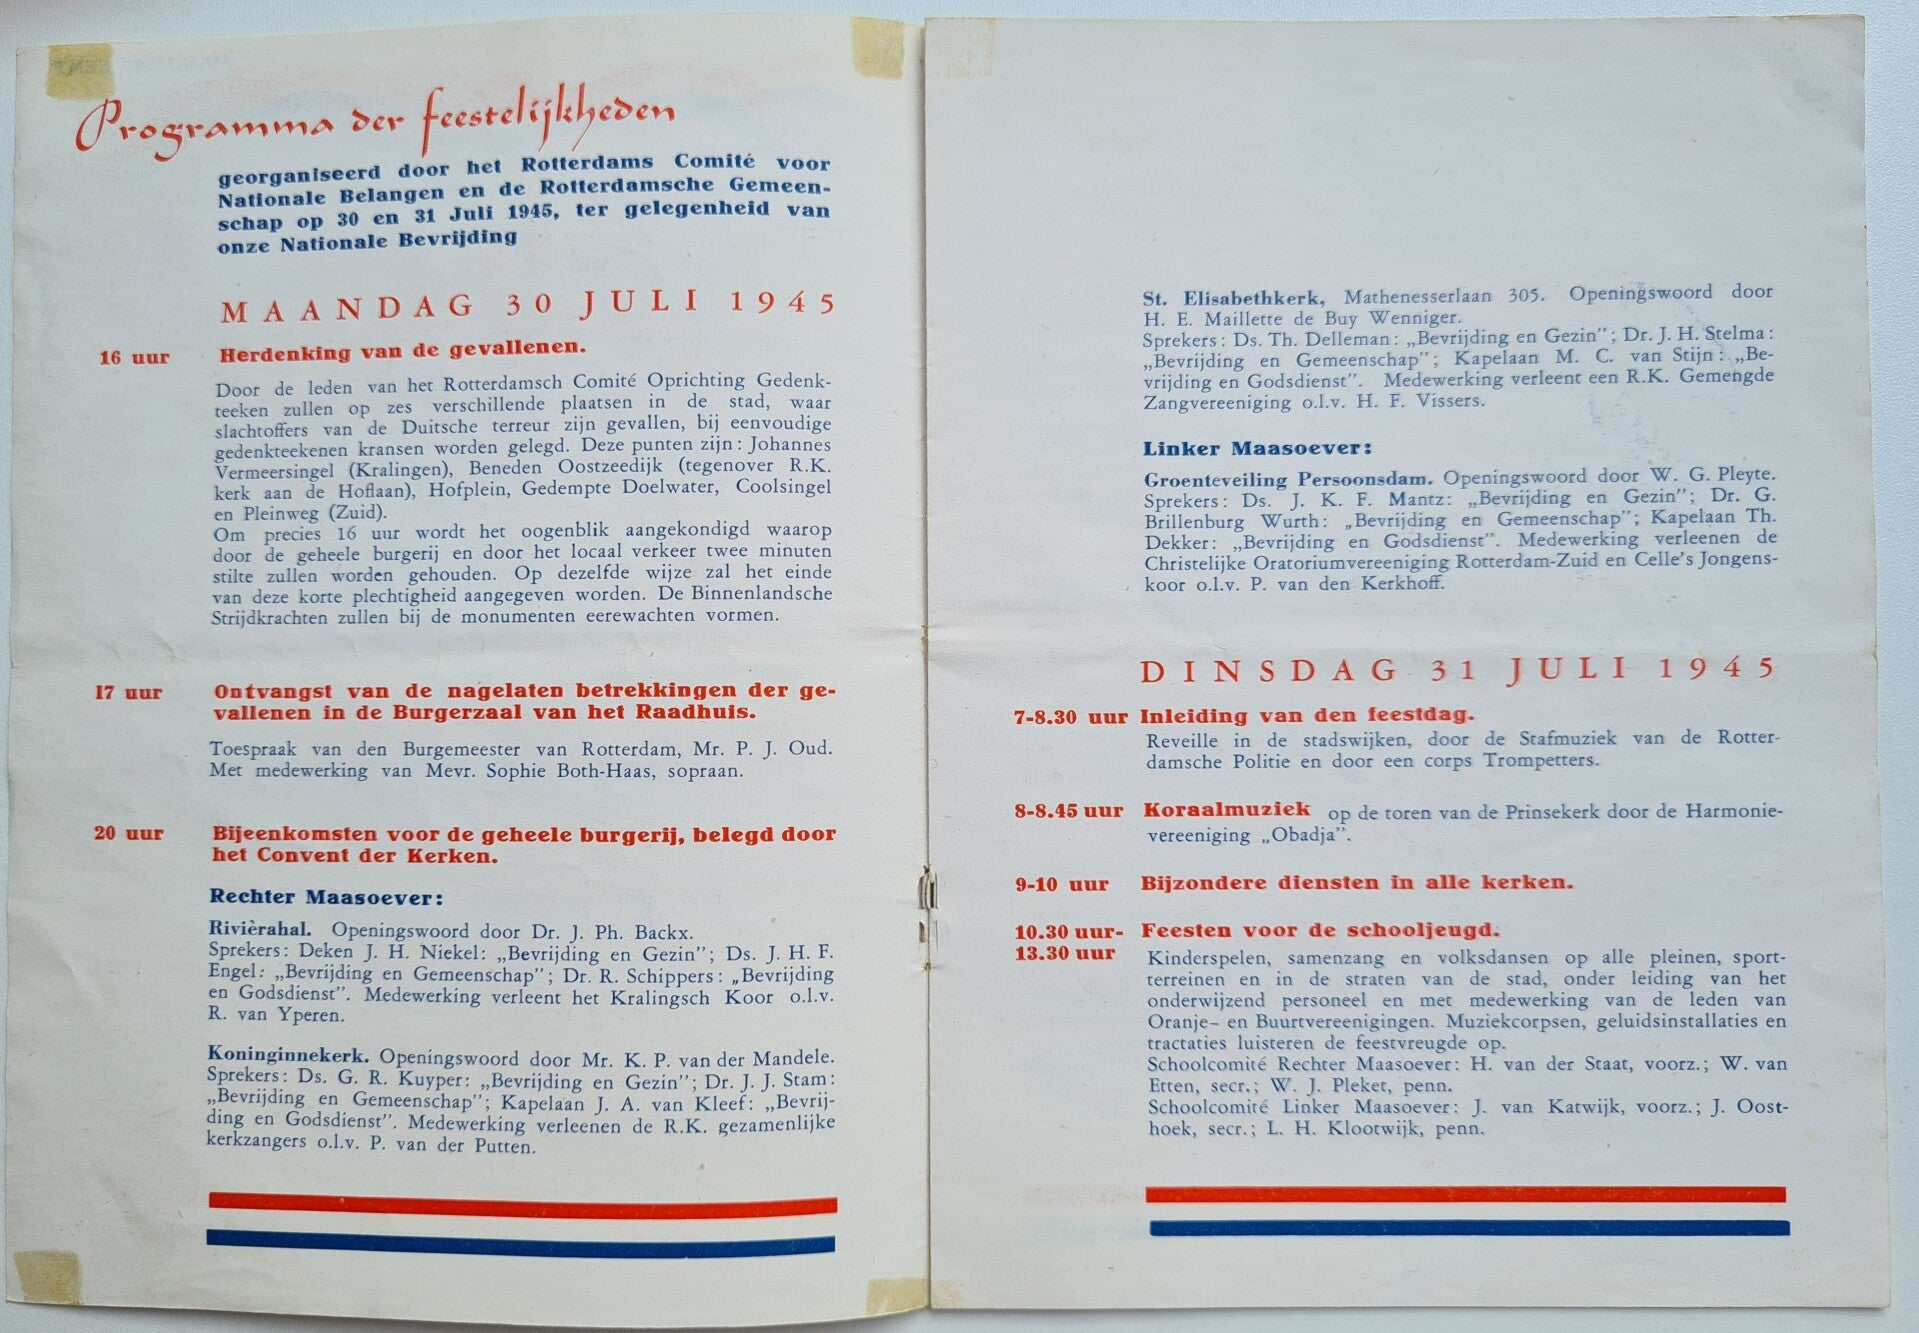 Programma der feestelijkheden
georganiseerd door het Rotterdams Comité voor
Nationale Belangen en de Rotterdamsche Gemeen-
schap op 30 en 31 Juli 1945, ter gelegenheid van
onze Nationale Bevrijding
MAANDAG 30 JULI 1945
16 uur Herdenking van de gevallenen.
Door de leden van het Rotterdamsch Comité Oprichting Gedenk-
teeken zullen op zes verschillende plaatsen in de stad, waar
slachtoffers van de Duitsche terreur zijn gevallen, bij eenvoudige
gedenkteekenen kransen worden gelegd. Deze punten zijn: Johannes
Vermeersingel (Kralingen), Beneden Oostzeedijk (tegenover R.K.
kerk aan de Hoflaan), Hofplein, Gedempte Doelwater, Coolsingel
en Pleinweg (Zuid).
Om precies 16 uur wordt het oogenblik aangekondigd waarop
door de geheele burgerij en door het locaal verkeer twee minuten
stilte zullen worden gehouden. Op dezelfde wijze zal het einde
van deze korte plechtigheid aangegeven worden. De Binnenlandsche
Strijdkrachten zullen bij de monumenten eerewachten vormen.
17 uur Ontvangst van de nagelaten betrekkingen der ge-
vallenen in de Burgerzaal van het Raadhuis.
Toespraak van den Burgemeester van Rotterdam, Mr. P. J. Oud.
Met medewerking van Mevr. Sophie Both-Haas, sopraan.
20 uur Bijeenkomsten voor de geheele burgerij, belegd door
het Convent der Kerken.
Rechter Maasoever:
Rivièrahal. Openingswoord door Dr. J. Ph. Backx.
Sprekers: Deken J. H. Niekel: „Bevrijding en Gezin”; Ds. J. H. F.
Engel: „Bevrijding en Gemeenschap”; Dr. R. Schippers: „Bevrijding
en Godsdienst”. Medewerking verleent het Kralingsch Koor o.l.v.
R. van Yperen.
Koninginnekerk. Openingswoord door Mr. K. P. van der Mandele.
Sprekers: Ds. G. R. Kuyper: „Bevrijding en Gezin”; Dr. J. J. Stam:
„Bevrijding en Gemeenschap”; Kapelaan J. A. van Kleef: „Bevrij-
ding en Godsdienst”. Medewerking verleenen de R.K. gezamenlijke
kerkzangers o.l.v. P. van der Putten.
St. Elisabethkerk, Mathenesserlaan 305. Openingswoord door
H. E. Maillette de Buy Wenniger.
Sprekers: Ds. Th. Delleman: „Bevrijding en Gezin”; Dr. J. H. Stelma:
„Bevrijding en Gemeenschap”; Kapelaan M. C. van Stijn: „Be-
vrijding en Godsdienst”. Medewerking verleent een R.K. Gemengde
Zangvereeniging o.l.v. H. F. Vissers.
Linker Maasoever:
Groenteveiling Persoonsdam. Openingswoord door W. G. Pleyte.
Sprekers: Ds. J. K. F. Mantz: „Bevrijding en Gezin”; Dr. G.
Brillenburg Wurth: „Bevrijding en Gemeenschap”; Kapelaan Th.
Dekker: „Bevrijding en Godsdienst”. Medewerking verleenen de
Christelijke Oratoriumvereeniging Rotterdam-Zuid en Celle's Jongens-
koor o.l.v. P. van den Kerkhoff.
DINSDAG 31 JULI 1945
7-8.30 uur Inleiding van den feestdag.
Reveille in de stadswijken, door de Stafmuziek van de Rotter-
damsche Politie en door een corps Trompetters.
8-8.45 uur Koraalmuziek op de toren van de Prinsekerk door de Harmonie-
vereeniging „Obadja”.
9-10 uur Bijzondere diensten in alle kerken.
10.30 uur- Feesten voor de schooljeugd.
13.30 uur Kinderspelen, samenzang en volksdansen op alle pleinen, sport-
terreinen en in de straten van de stad, onder leiding van het
onderwijzend personeel en met medewerking van de leden van
Oranje- en Buurtvereenigingen. Muziekcorpsen, geluidsinstallaties en
tractaties luisteren de feestvreugde op.
Schoolcomité Rechter Maasoever: H. van der Staat, voorz.; W. van
Etten, secr.; W. J. Pleket, penn.
Schoolcomité Linker Maasoever: J. van Katwijk, voorz.; J. Oost-
hoek, secr.; L. H. Klootwijk, penn.